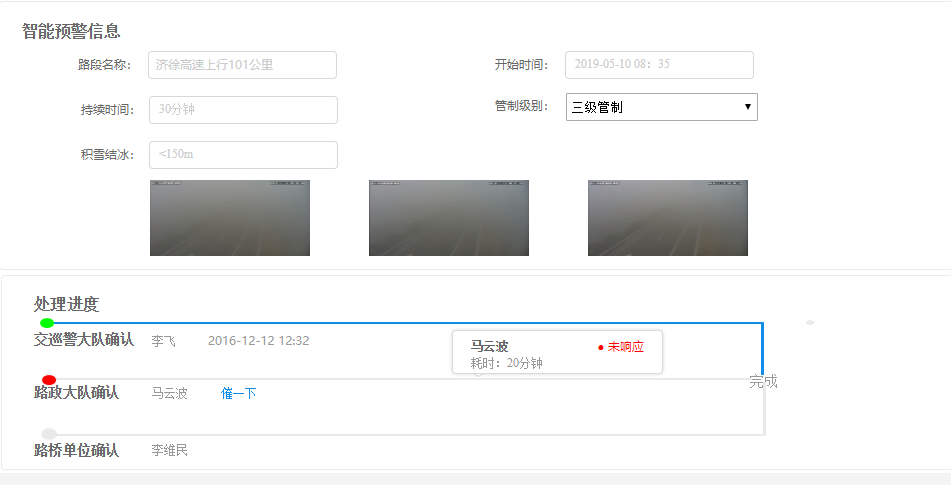 智能预警信息
路段名称： 济徐高速上行101公里 开始时间： 2019-05-10 08：35
持续时间： 30分钟 管制级别： 三级管制
积雪结冰： <150m
处理进度
交巡警大队确认 李飞 2016-12-12 12:32
马云波 未响应
耗时：20分钟
完成
路政大队确认 马云波 催一下
路桥单位确认 李维民